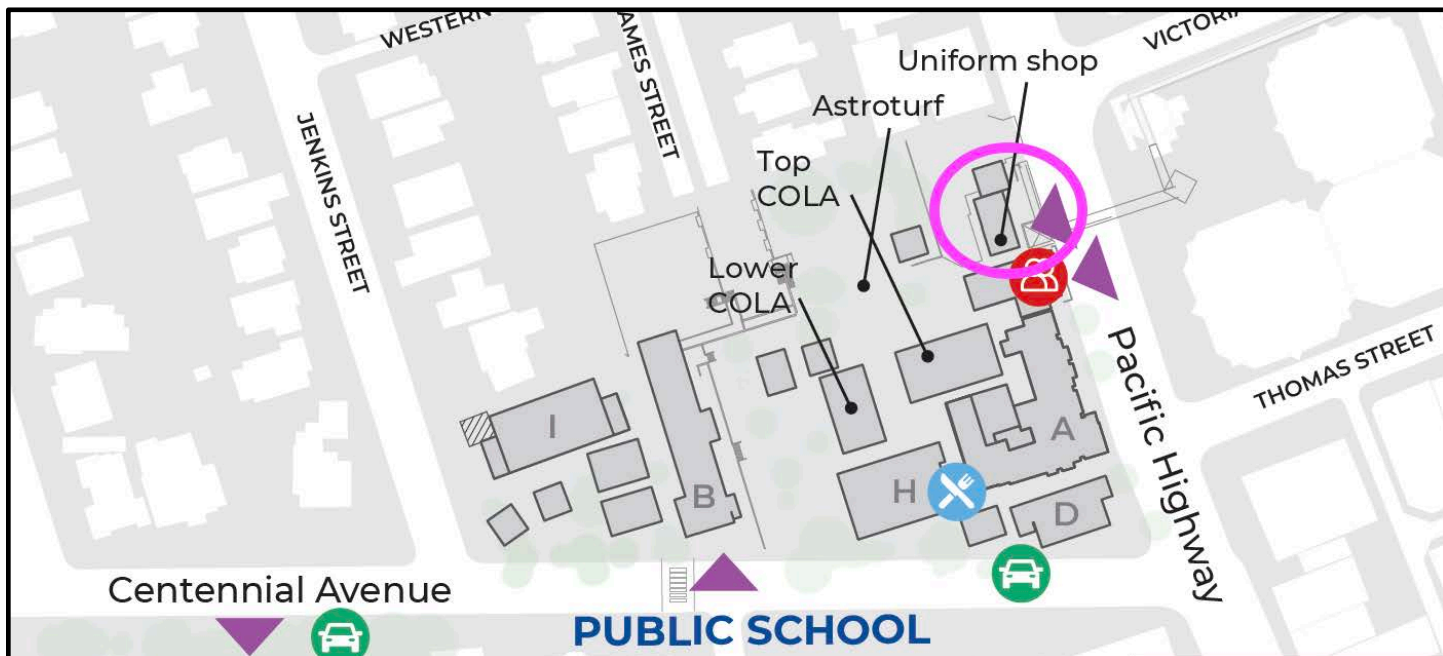 WESTERN
AMES STREET
VICTORIA
Uniform shop
Astroturf
Top
COLA
JENKINS STREET
Lower
COLA
Pacific Highway
THOMAS STREET
I
B
H
A
D
Centennial Avenue
PUBLIC SCHOOL